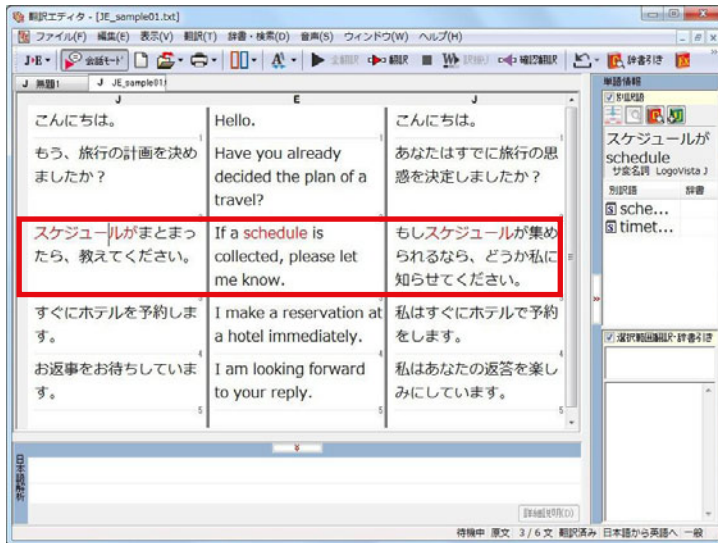 翻訳エディタ - [JE_sample01.txt]
ファイル(F) 編集(E) 表示(V) 翻訳(T) 辞書・検索(D) 音声(S) ウィンドウ(W) ヘルプ(H)
J▸E 会話モード 全翻訳 翻訳 確認翻訳 辞書引き
J 無題1 J JE_sample01.t
J E J
こんにちは。
Hello.
こんにちは。
1
もう、旅行の計画を決め
ましたか?
Have you already
decided the plan of a
travel?
あなたはすでに旅行の思
惑を決定しましたか?
スケジュールがまとまっ
たら、教えてください。
If a schedule is
collected, please let
me know.
もしスケジュールが集め
られるなら、どうか私に
知らせてください。
すぐにホテルを予約しま
す。
I make a reservation at
a hotel immediately.
私はすぐにホテルで予約
をします。
4
お返事をお待ちしていま
す。
I am looking forward
to your reply.
私はあなたの返答を楽し
みにしています。
5
単語情報
別訳語
スケジュールが
schedule
サ変名詞 LogoVista J
別訳語 辞書
S sche...
S timet...
選択範囲翻訳・辞書引き
日本語解析
詳細説明(D)
待機中 原文 3 / 6 文 翻訳済み 日本語から英語へ 一般